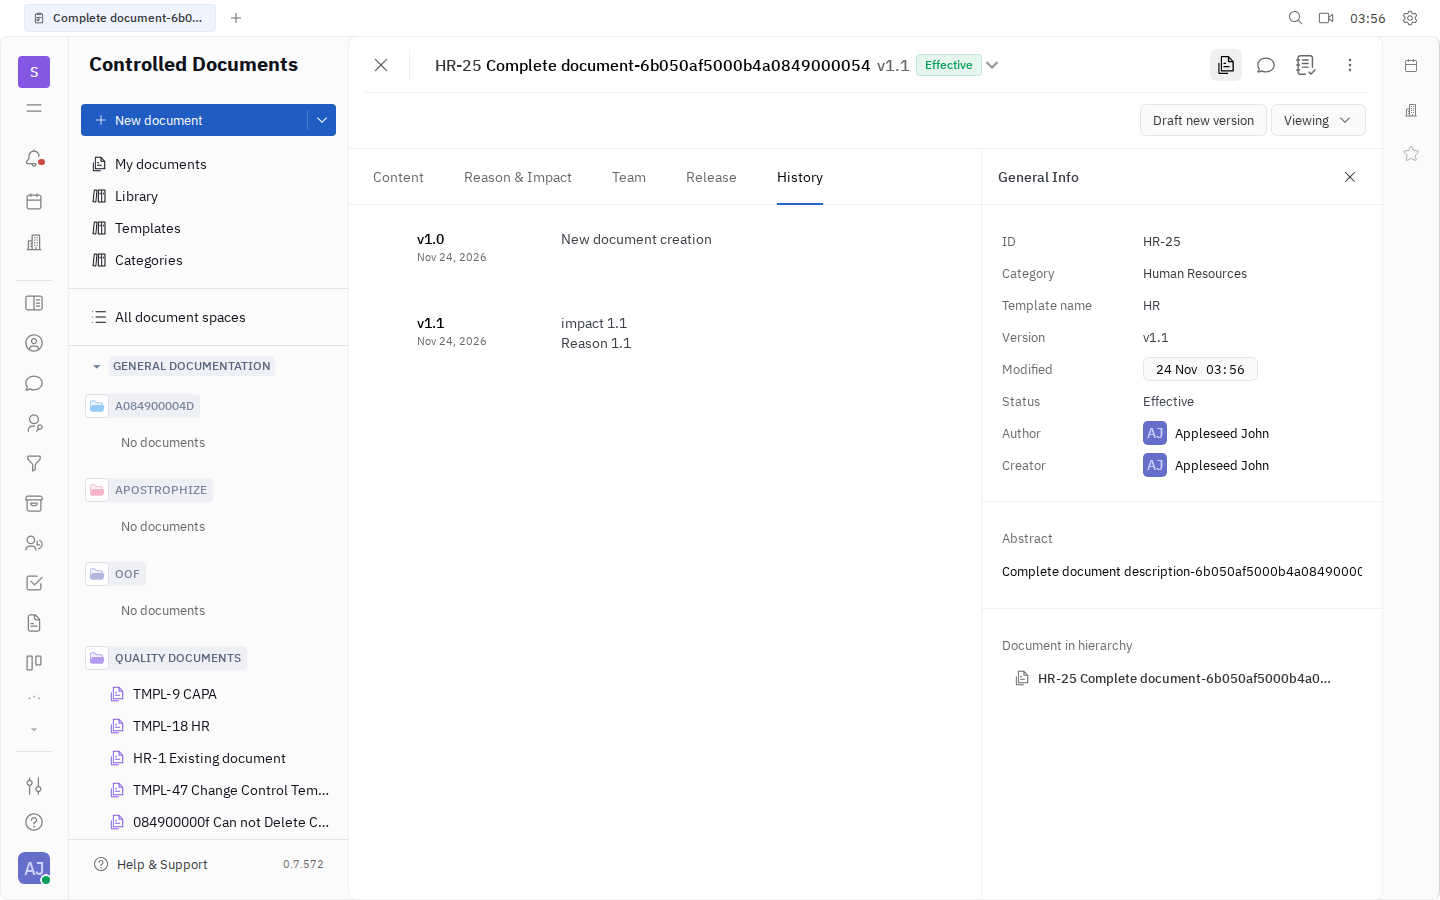 Complete document-6b0...
03:56
S
Controlled Documents
New document
My documents
Library
Templates
Categories
All document spaces
GENERAL DOCUMENTATION
A084900004D
No documents
APOSTROPHIZE
No documents
OOF
No documents
QUALITY DOCUMENTS
TMPL-9 CAPA
TMPL-18 HR
HR-1 Existing document
TMPL-47 Change Control Tem...
084900000f Can not Delete C...
Help & Support
0.7.572
AJ
HR-25 Complete document-6b050af5000b4a0849000054 v1.1 Effective
Draft new version
Viewing
Content
Reason & Impact
Team
Release
History
v1.0
Nov 24, 2026
New document creation
v1.1
Nov 24, 2026
impact 1.1
Reason 1.1
General Info
ID HR-25
Category Human Resources
Template name HR
Version v1.1
Modified 24 Nov 03:56
Status Effective
Author AJ Appleseed John
Creator AJ Appleseed John
Abstract
Complete document description-6b050af5000b4a08490000
Document in hierarchy
HR-25 Complete document-6b050af5000b4a0...